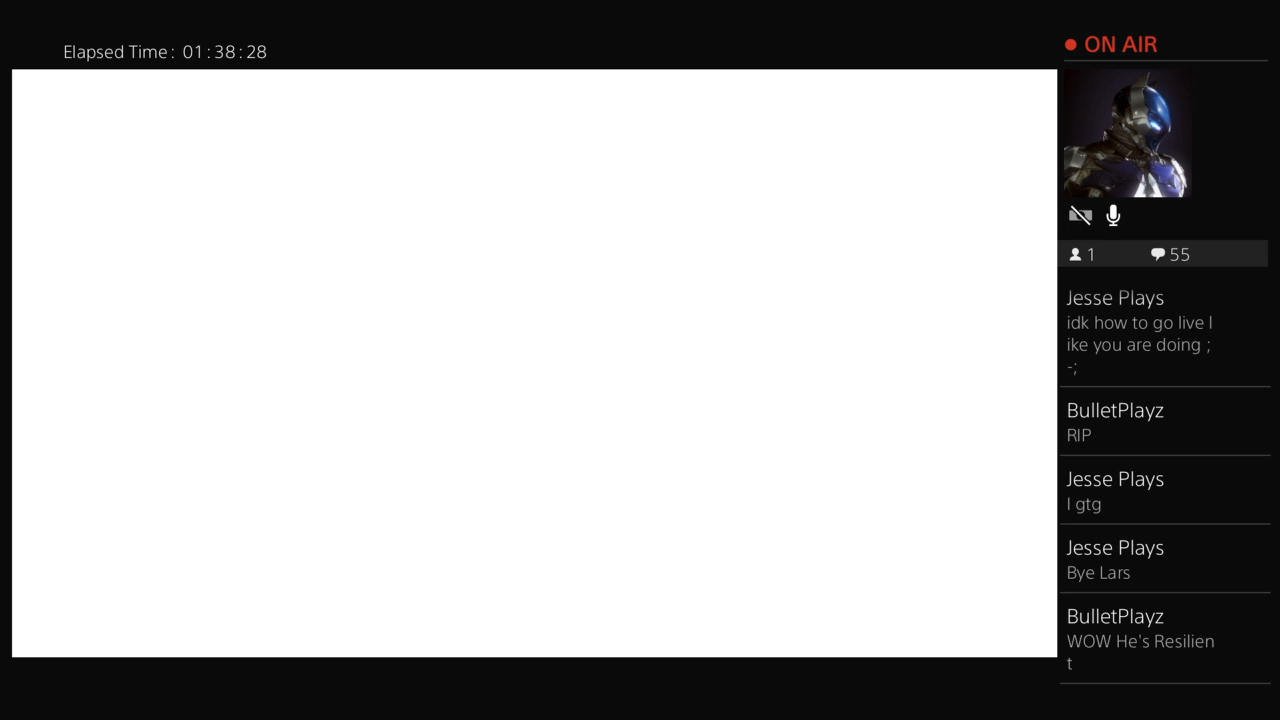 Elapsed Time: 01:38:28
ON AIR
1 55
Jesse Plays
idk how to go live l
ike you are doing ;
-;
BulletPlayz
RIP
Jesse Plays
I gtg
Jesse Plays
Bye Lars
BulletPlayz
WOW He's Resilien
t